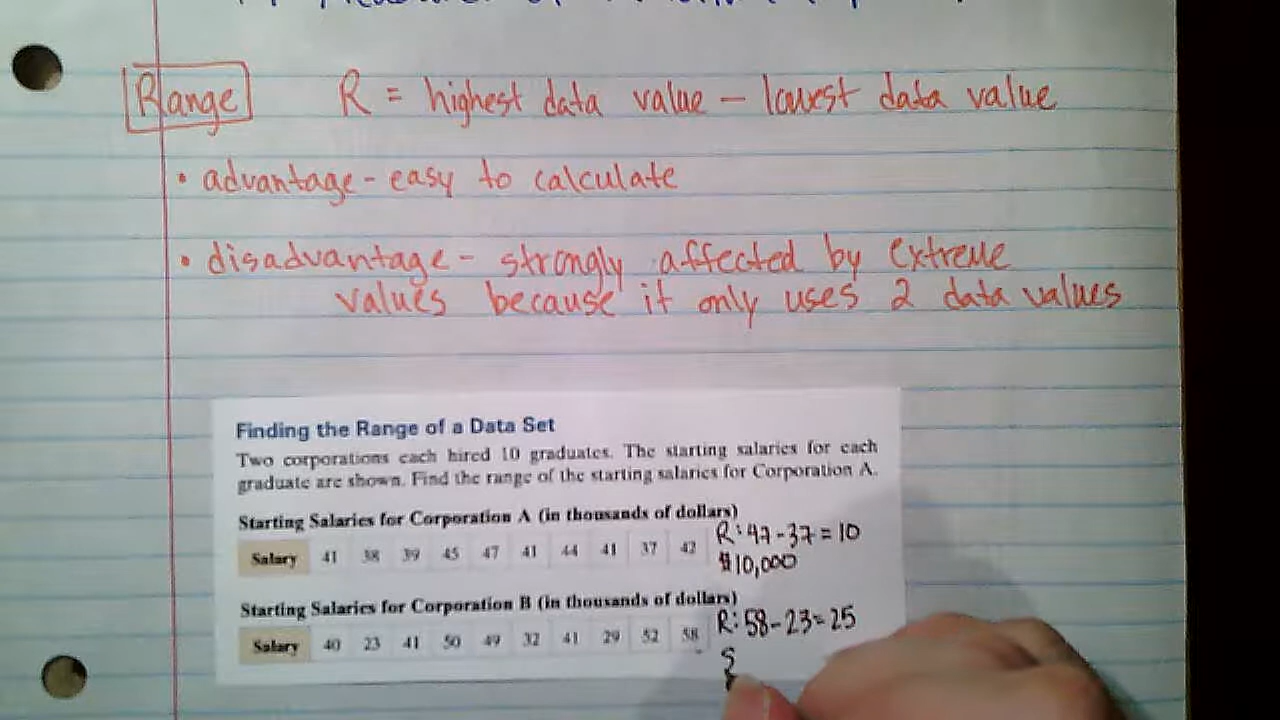 Range R = highest data value - lowest data value
• advantage - easy to calculate
• disadvantage - strongly affected by extreme
values because it only uses 2 data values
Finding the Range of a Data Set
Two corporations each hired 10 graduates. The starting salaries for each
graduate are shown. Find the range of the starting salaries for Corporation A.
Starting Salaries for Corporation A (in thousands of dollars)
Salary 41 38 39 45 47 41 44 41 37 42
R: 47-37 = 10
$10,000
Starting Salaries for Corporation B (in thousands of dollars)
Salary 40 23 41 50 49 32 41 29 52 58
R: 58-23=25